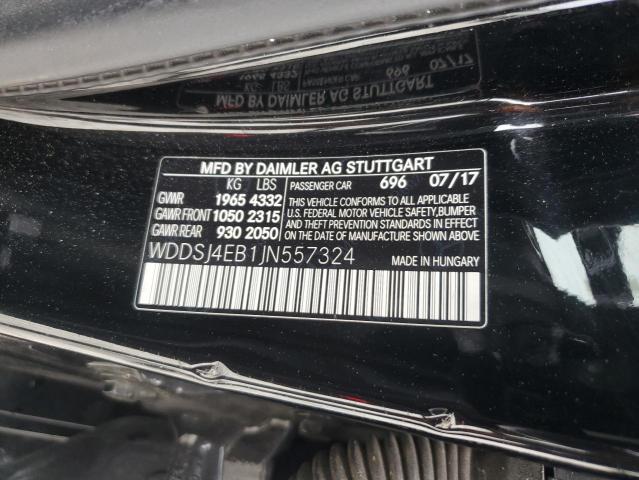 MFD BY DAIMLER AG STUTTGART
KG LBS
GVWR 1965 4332
GAWR FRONT 1050 2315
GAWR REAR 930 2050
PASSENGER CAR 696 07/17
THIS VEHICLE CONFORMS TO ALL APPLICABLE
U.S. FEDERAL MOTOR VEHICLE SAFETY, BUMPER
AND THEFT PREVENTION STANDARDS IN EFFECT
ON THE DATE OF MANUFACTURE SHOWN ABOVE.
WDDSJ4EB1JN557324 MADE IN HUNGARY